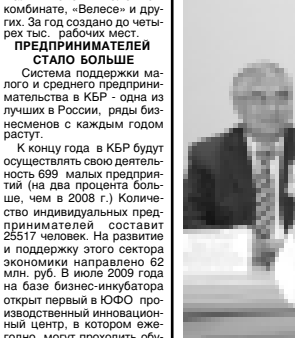 комбинате, «Велесе» и дру-
гих. За год создано до четы-
рех тыс. рабочих мест.
ПРЕДПРИНИМАТЕЛЕЙ
СТАЛО БОЛЬШЕ
Система поддержки ма-
лого и среднего предприни-
мательства в КБР - одна из
лучших в России, ряды биз-
несменов с каждым годом
растут.
К концу года в КБР будут
осуществлять свою деятель-
ность 699 малых предприя-
тий (на два процента боль-
ше, чем в 2008 г.) Количе-
ство индивидуальных пред-
принимателей составит
25517 человек. На развитие
и поддержку этого сектора
экономики направлено 62
млн. руб. В июле 2009 года
на базе бизнес-инкубатора
открыт первый в ЮФО про-
изводственный инновацион-
ный центр, в котором еже-
годно могут проходить обу-